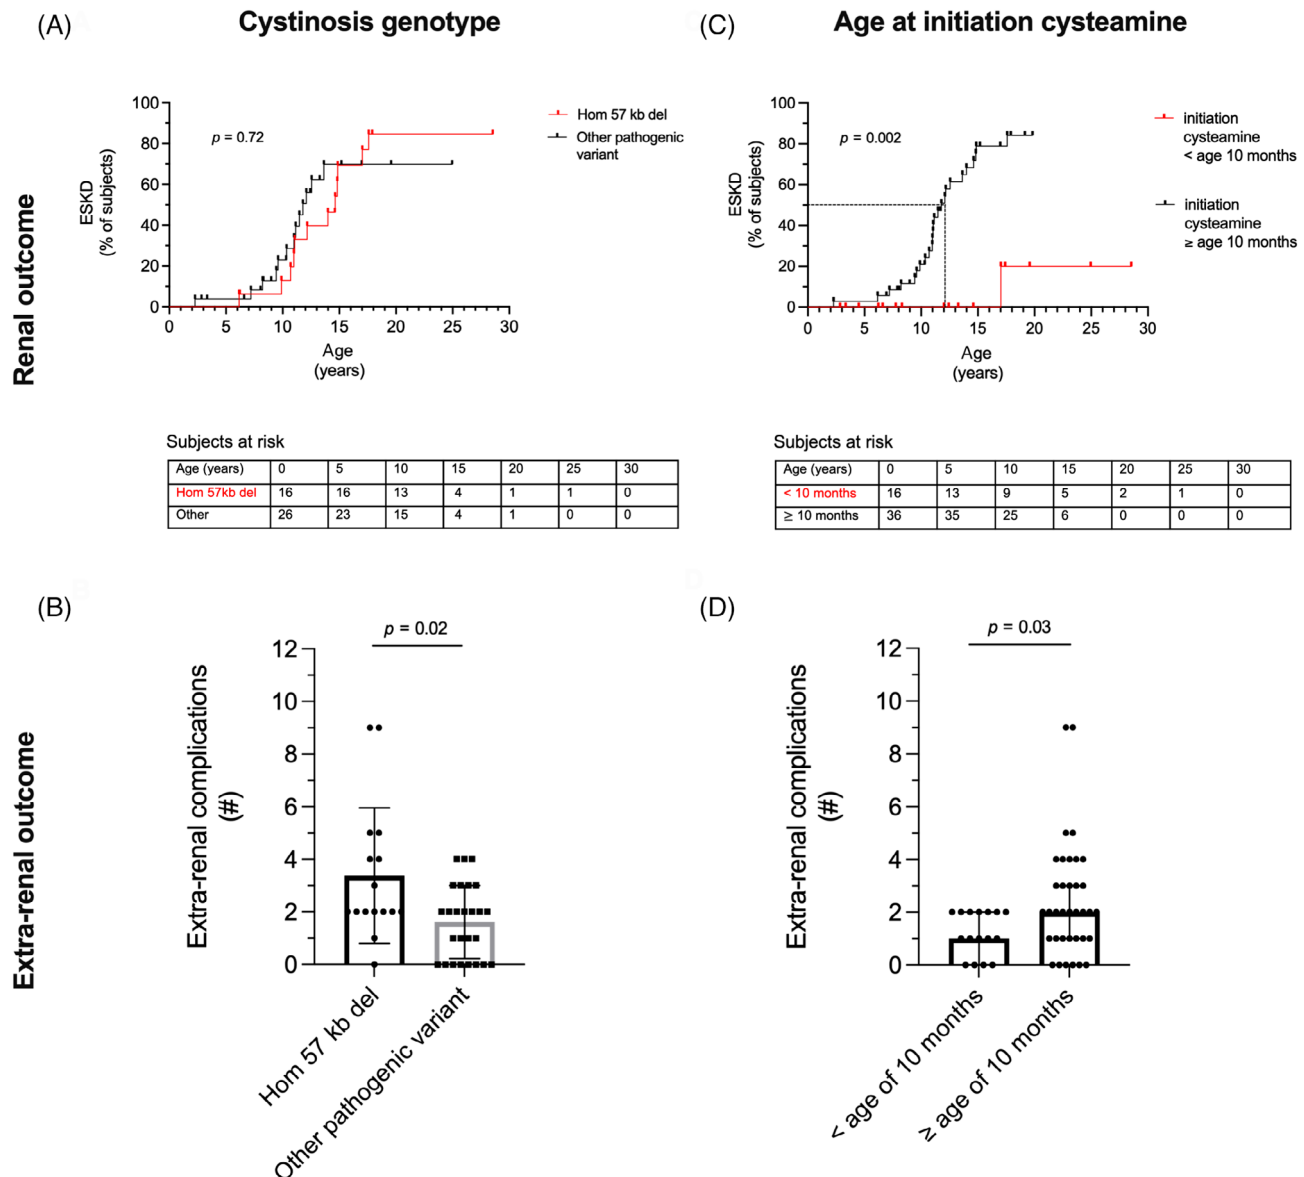 (A)
Cystinosis genotype
(C)
Age at initiation cysteamine
Renal outcome
100
80
60
40
20
0
ESKD
(% of subjects)
p = 0.72
Hom 57 kb del
Other pathogenic
variant
0 5 10 15 20 25 30
Age
(years)
100
80
60
40
20
0
ESKD
(% of subjects)
p = 0.002
initiation
cysteamine
< age 10 months
initiation
cysteamine
≥ age 10 months
0 5 10 15 20 25 30
Age
(years)
Subjects at risk
Age (years) 0 5 10 15 20 25 30
Hom 57kb del 16 16 13 4 1 1 0
Other 26 23 15 4 1 0 0
Subjects at risk
Age (years) 0 5 10 15 20 25 30
< 10 months 16 13 9 5 2 1 0
≥ 10 months 36 35 25 6 0 0 0
B
D
(B)
(D)
Extra-renal outcome
p = 0.02
12
10
8
6
4
2
0
Extra-renal complications
(#)
Hom 57 kb del
Other pathogenic variant
p = 0.03
12
10
8
6
4
2
0
Extra-renal complications
(#)
< age of 10 months
≥ age of 10 months